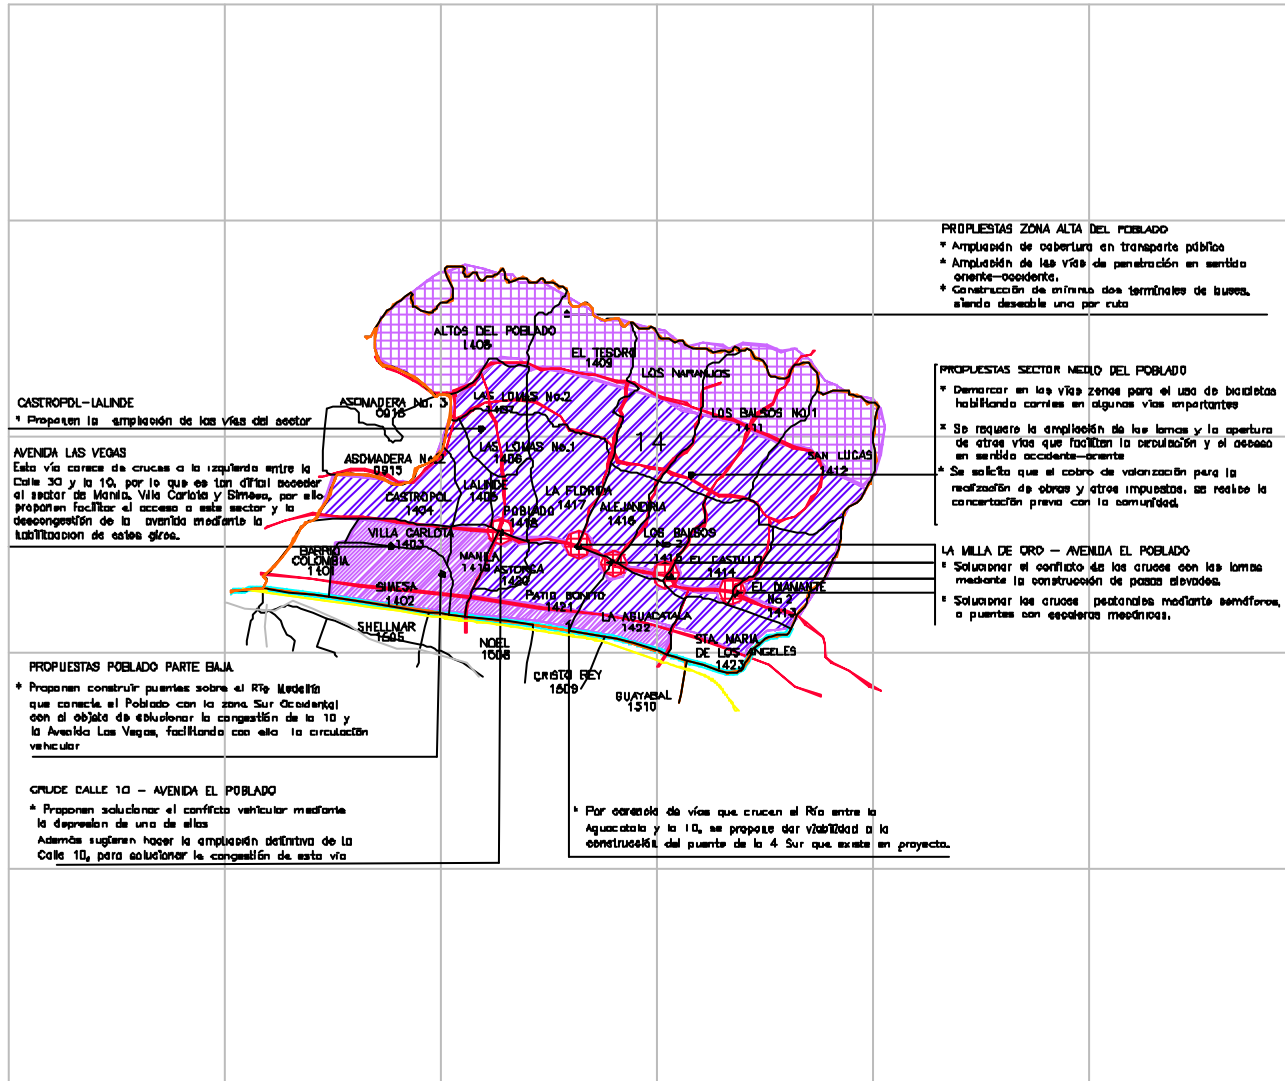 PROPUESTAS ZONA ALTA DEL POBLADO
* Ampliación de cobertura en transporte público
* Ampliación de las vías de penetración en sentido
oriente-occidente.
* Construcción de mínimo dos terminales de buses,
siendo deseable una por ruta
PROPUESTAS SECTOR MEDIO DEL POBLADO
* Demarcar en las vías zonas para el uso de bicicletas
habilitando carriles en algunas vías importantes
* Se requiere la ampliación de las lomas y la apertura
de otras vías que faciliten la circulación y el acceso
en sentido occidente-oriente
* Se solicita que el cobro de valorización para la
realización de obras y otros impuestos, se realice la
concertación previa con la comunidad.
LA MILLA DE ORO - AVENIDA EL POBLADO
* Solucionar el conflicto de los cruces con las lomas
mediante la construcción de pasos elevados.
* Solucionar los cruces peatonales mediante semáforos,
o puentes con escaleras mecánicas.
CASTROPOL-LALINDE
* Proponen la ampliación de las vías del sector
AVENIDA LAS VEGAS
Esta vía carece de cruces a la izquierda entre la
Calle 30 y la 10, por lo que es tan difícil acceder
al sector de Manila, Villa Carlota y Simesa, por ello
proponen facilitar el acceso a este sector y la
descongestión de la avenida mediante la
habilitacion de estos giros.
PROPUESTAS POBLADO PARTE BAJA
* Proponen construir puentes sobre el Río Medellín
que conecte el Poblado con la zona Sur Occidental
con el objeto de solucionar la congestión de la 10 y
la Avenida Las Vegas, facilitando con ello la circulación
vehicular
CRUCE CALLE 10 - AVENIDA EL POBLADO
* Proponen solucionar el conflicto vehicular mediante
la depresion de una de ellas
Además sugieren hacer la ampliación definitiva de la
Calle 10, para solucionar la congestión de esta vía
* Por carencia de vías que crucen el Río entre la
Aguacatala y la 10, se propone dar viabilidad a la
construcción del puente de la 4 Sur que existe en proyecto.
ALTOS DEL POBLADO
1408
EL TESORO
1409
LOS NARANJOS
ASOMADERA No. 3
0916
LAS LOMAS No.2
1407
LOS BALSOS No.1
1411
14
LAS LOMAS No.1
1406
SAN LUCAS
1412
ASOMADERA No.
0915
LALINDE
1405
CASTROPOL
1404
LA FLORIDA
1417
ALEJANDRIA
1416
POBLADO
1418
VILLA CARLOTA
1403
LOS BALSOS
No.2
1415
BARRIO
COLOMBIA
1401
MANILA
1419
ASTORGA
1420
EL CASTILLO
1414
SIMESA
1402
PATIO BONITO
1421
EL DIAMANTE
No.2
1413
LA AGUACATALA
1422
SHELLMAR
1505
NOEL
1508
STA. MARIA
DE LOS ANGELES
1423
CRISTO REY
1509
GUAYABAL
1510